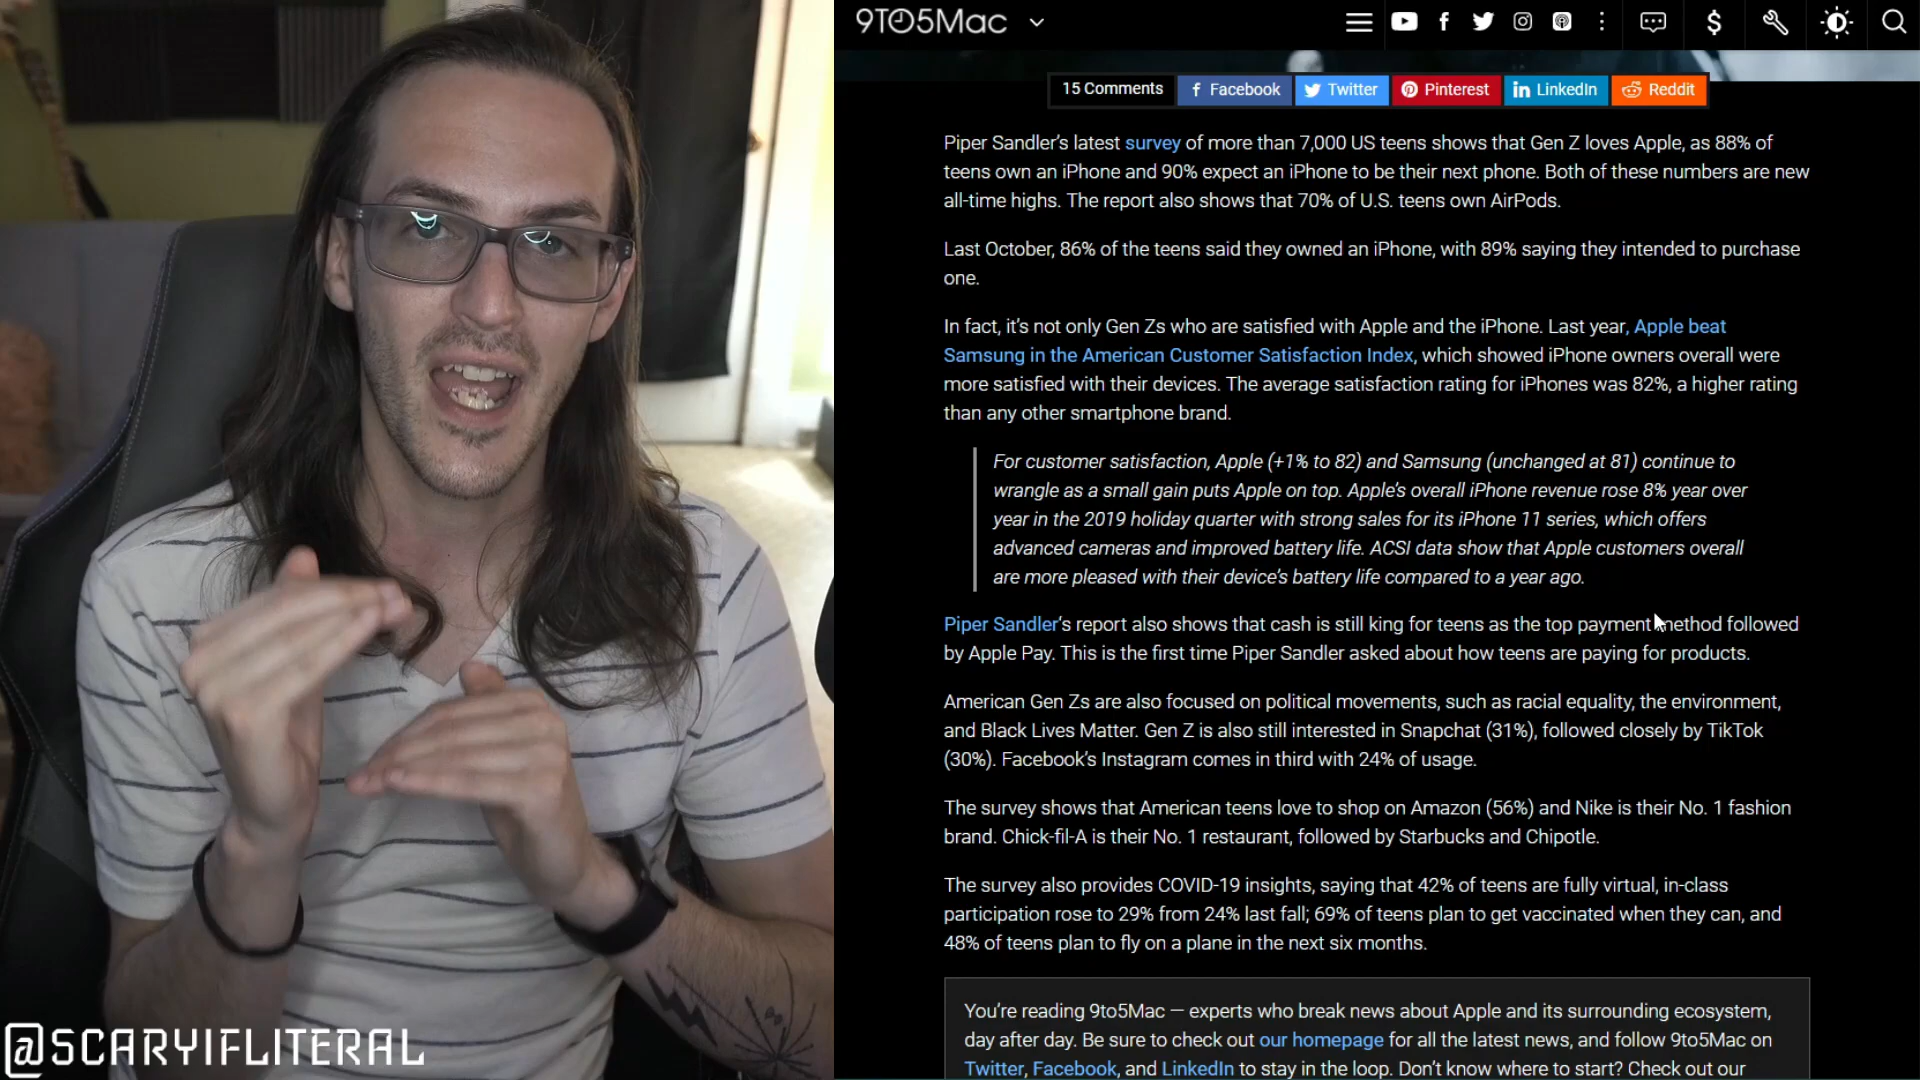 9TO5Mac
15 Comments
Facebook
Twitter
Pinterest
LinkedIn
Reddit
Piper Sandler's latest survey of more than 7,000 US teens shows that Gen Z loves Apple, as 88% of
teens own an iPhone and 90% expect an iPhone to be their next phone. Both of these numbers are new
all-time highs. The report also shows that 70% of U.S. teens own AirPods.
Last October, 86% of the teens said they owned an iPhone, with 89% saying they intended to purchase
one.
In fact, it's not only Gen Zs who are satisfied with Apple and the iPhone. Last year, Apple beat
Samsung in the American Customer Satisfaction Index, which showed iPhone owners overall were
more satisfied with their devices. The average satisfaction rating for iPhones was 82%, a higher rating
than any other smartphone brand.
For customer satisfaction, Apple (+1% to 82) and Samsung (unchanged at 81) continue to
wrangle as a small gain puts Apple on top. Apple's overall iPhone revenue rose 8% year over
year in the 2019 holiday quarter with strong sales for its iPhone 11 series, which offers
advanced cameras and improved battery life. ACSI data show that Apple customers overall
are more pleased with their device's battery life compared to a year ago.
Piper Sandler's report also shows that cash is still king for teens as the top payment method followed
by Apple Pay. This is the first time Piper Sandler asked about how teens are paying for products.
American Gen Zs are also focused on political movements, such as racial equality, the environment,
and Black Lives Matter. Gen Z is also still interested in Snapchat (31%), followed closely by TikTok
(30%). Facebook's Instagram comes in third with 24% of usage.
The survey shows that American teens love to shop on Amazon (56%) and Nike is their No. 1 fashion
brand. Chick-fil-A is their No. 1 restaurant, followed by Starbucks and Chipotle.
The survey also provides COVID-19 insights, saying that 42% of teens are fully virtual, in-class
participation rose to 29% from 24% last fall; 69% of teens plan to get vaccinated when they can, and
48% of teens plan to fly on a plane in the next six months.
You're reading 9to5Mac — experts who break news about Apple and its surrounding ecosystem,
day after day. Be sure to check out our homepage for all the latest news, and follow 9to5Mac on
Twitter, Facebook, and LinkedIn to stay in the loop. Don't know where to start? Check out our
@SCARYIFLITERAL